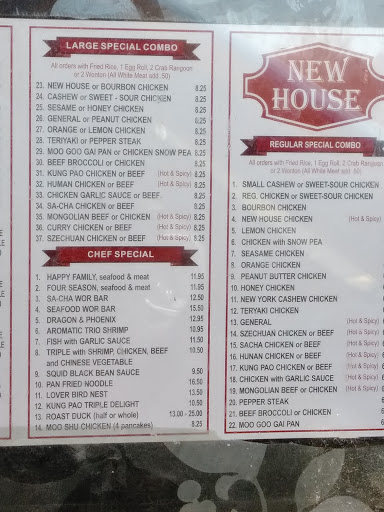 LARGE SPECIAL COMBO
All orders with Fried Rice, 1 Egg Roll, 2 Crab Rangoon
or 2 Wonton (All White Meat add .50)
23. NEW HOUSE or BOURBON CHICKEN 8.25
24. CASHEW or SWEET - SOUR CHICKEN 8.25
25. SESAME or HONEY CHICKEN 8.25
26. GENERAL or PEANUT CHICKEN 8.25
27. ORANGE or LEMON CHICKEN 8.25
28. TERIYAKI or PEPPER STEAK 8.25
29. MOO GOO GAI PAN or CHICKEN SNOW PEA 8.25
30. BEEF BROCCOLI or CHICKEN 8.25
31. KUNG PAO CHICKEN or BEEF (Hot & Spicy) 8.25
32. HUMAN CHICKEN or BEEF (Hot & Spicy) 8.25
33. CHICKEN GARLIC SAUCE or BEEF 8.25
34. SA-CHA CHICKEN or BEEF 8.25
35. MONGOLIAN BEEF or CHICKEN (Hot & Spicy) 8.25
36. CURRY CHICKEN or BEEF (Hot & Spicy) 8.25
37. SZECHUAN CHICKEN or BEEF (Hot & Spicy) 8.25
CHEF SPECIAL
1. HAPPY FAMILY, seafood & meat 11.95
2. FOUR SEASON, seafood & meat 11.95
3. SA-CHA WOR BAR 12.50
4. SEAFOOD WOR BAR 15.50
5. DRAGON & PHOENIX 12.95
6. AROMATIC TRIO SHRIMP 10.95
7. FISH with GARLIC SAUCE 11.50
8. TRIPLE with SHRIMP, CHICKEN, BEEF 10.50
and CHINESE VEGETABLE
9. SQUID BLACK BEAN SAUCE 9.50
10. PAN FRIED NOODLE 16.50
11. LOVER BIRD NEST 13.50
12. KUNG PAO TRIPLE DELIGHT 10.50
13. ROAST DUCK (half or whole) 13.00 - 25.00
14. MOO SHU CHICKEN (4 pancakes) 8.25
NEW
HOUSE
REGULAR SPECIAL COMBO
All orders with Fried Rice, 1 Egg Roll, 2 Crab Rangoon
or 2 Wonton (All White Meat add .50)
1. SMALL CASHEW or SWEET-SOUR CHICKEN
2. REG. CHICKEN or SWEET-SOUR CHICKEN
3. BOURBON CHICKEN
4. NEW HOUSE CHICKEN (Hot & Spicy)
5. LEMON CHICKEN
6. CHICKEN with SNOW PEA
7. SEASAME CHICKEN
8. ORANGE CHICKEN
9. PEANUT BUTTER CHICKEN
10. HONEY CHICKEN
11. NEW YORK CASHEW CHICKEN
12. TERYAKI CHICKEN
13. GENERAL (Hot & Spicy)
14. SZECHUAN CHICKEN or BEEF (Hot & Spicy)
15. SACHA CHICKEN or BEEF (Hot & Spicy)
16. HUNAN CHICKEN or BEEF (Hot & Spicy)
17. KUNG PAO CHICKEN or BEEF (Hot & Spicy)
18. CHICKEN with GARLIC SAUCE (Hot & Spicy)
19. MONGOLIAN BEEF or CHICKEN (Hot & Spicy)
20. PEPPER STEAK
21. BEEF BROCCOLI or CHICKEN
22. MOO GOO GAI PAN